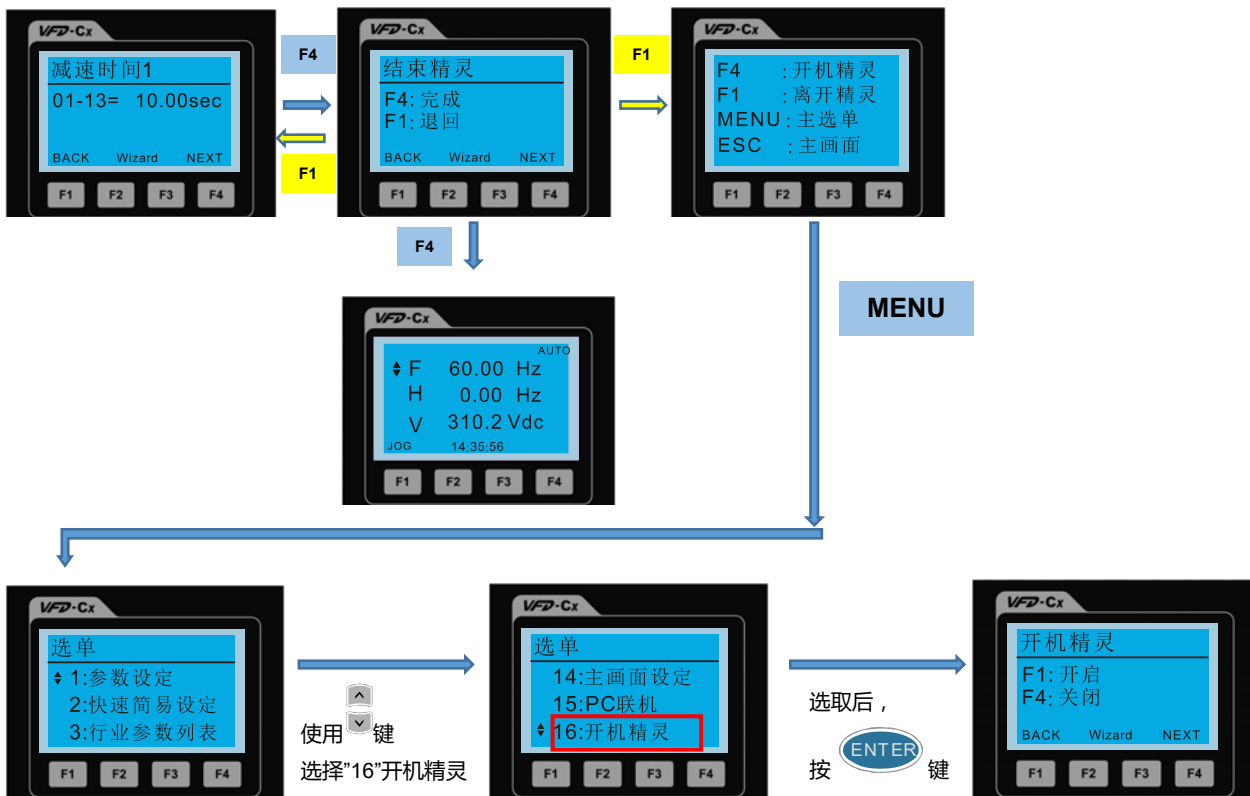 VFD-Cx
减速时间1
01-13= 10.00sec
BACK Wizard NEXT
F1 F2 F3 F4
F4
F1
VFD-Cx
结束精灵
F4:完成
F1:退回
BACK Wizard NEXT
F1 F2 F3 F4
F1
VFD-Cx
F4 :开机精灵
F1 :离开精灵
MENU:主选单
ESC :主画面
F1 F2 F3 F4
F4
MENU
VFD-Cx
AUTO
F 60.00 Hz
H 0.00 Hz
V 310.2 Vdc
JOG 14:35:56
F1 F2 F3 F4
VFD-Cx
选单
1:参数设定
2:快速简易设定
3:行业参数列表
F1 F2 F3 F4
使用 键
选择”16”开机精灵
VFD-Cx
选单
14:主画面设定
15:PC联机
16:开机精灵
F1 F2 F3 F4
选取后，
按 ENTER 键
VFD-Cx
开机精灵
F1:开启
F4:关闭
BACK Wizard NEXT
F1 F2 F3 F4